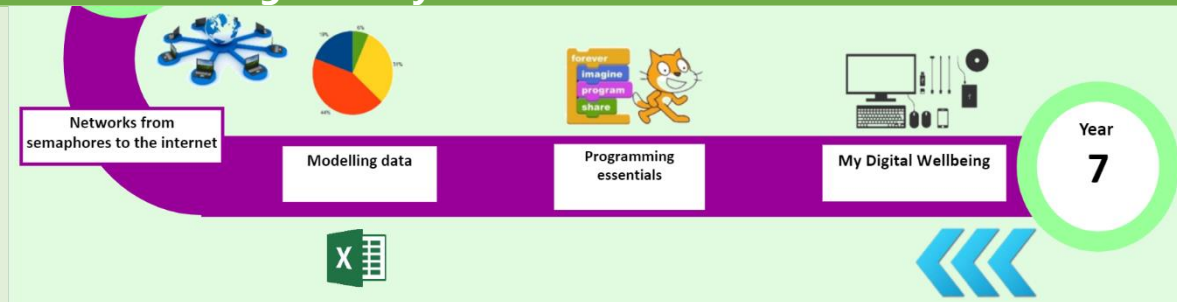 Networks from
semaphores to the internet
Modelling data
Programming
essentials
My Digital Wellbeing
Year
7
forever
imagine
program
share
6%
X